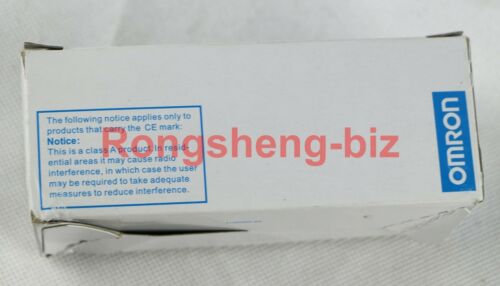 The following notice applies only to
products that carry the CE mark:
Notice:
This is a class A product. In resid-
ential areas it may cause radio
interference, in which case the user
may be required to take adequate
measures to reduce interference.
Rongsheng-biz
OMRON